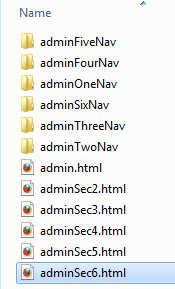 Name
adminFiveNav
adminFourNav
adminOneNav
adminSixNav
adminThreeNav
adminTwoNav
admin.html
adminSec2.html
adminSec3.html
adminSec4.html
adminSec5.html
adminSec6.html